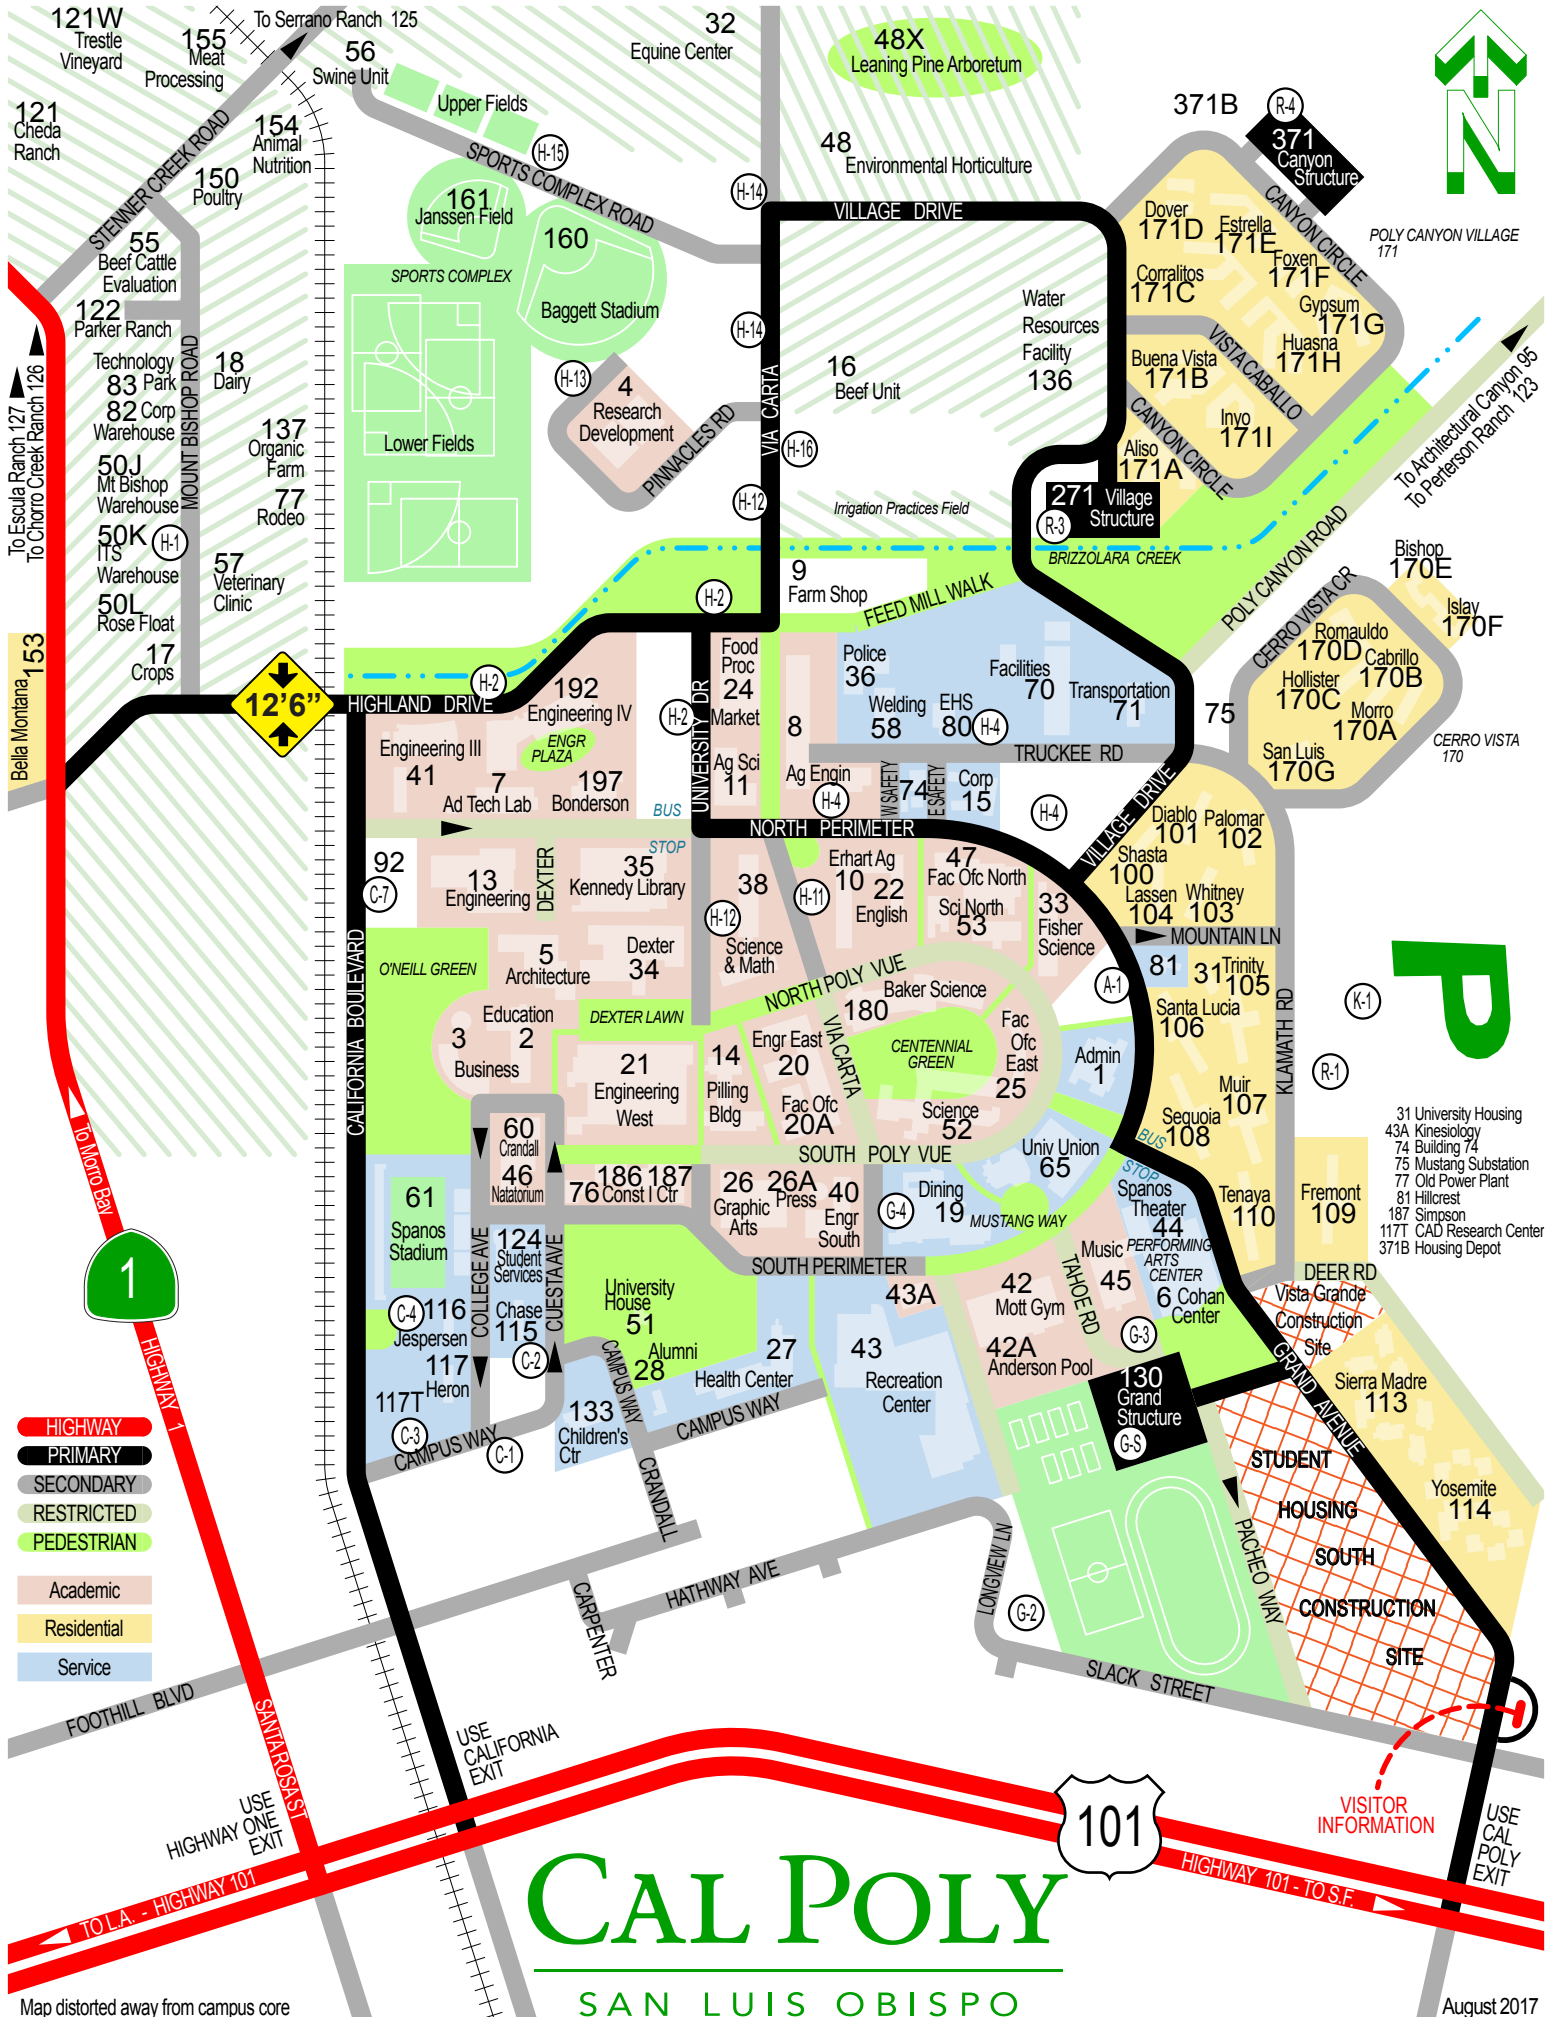 121W
Trestle
Vineyard
155
Meat
Processing
To Serrano Ranch 125
56
Swine Unit
32
Equine Center
48X
Leaning Pine Arboretum
371B
R-4
371
Canyon
Structure
N
121
Cheda
Ranch
154
Animal
Nutrition
Upper Fields
H-15
SPORTS COMPLEX ROAD
48
Environmental Horticulture
STENNER CREEK ROAD
150
Poultry
161
Janssen Field
160
Baggett Stadium
SPORTS COMPLEX
H-14
VILLAGE DRIVE
Dover
171D
Estrella
171E
CANYON CIRCLE
Foxen
171F
POLY CANYON VILLAGE
171
55
Beef Cattle
Evaluation
Corralitos
171C
Gypsum
171G
122
Parker Ranch
Water
Resources
Facility
136
H-14
VISTA CABALLO
Huasna
171H
Technology
83 Park
82 Corp
Warehouse
MOUNT BISHOP ROAD
18
Dairy
H-13
4
Research
Development
VIA CARTA
16
Beef Unit
Buena Vista
171B
To Escula Ranch 127
To Chorro Creek Ranch 126
137
Organic
Farm
Lower Fields
PINNACLES RD
H-16
CANYON CIRCLE
Inyo
171I
Aliso
171A
To Architectural Canyon 95
To Peterson Ranch 123
50J
Mt Bishop
Warehouse
77
Rodeo
H-12
Irrigation Practices Field
271 Village
Structure
R-3
50K
ITS
Warehouse
H-1
57
Veterinary
Clinic
BRIZZOLARA CREEK
POLY CANYON ROAD
Bishop
170E
50L
Rose Float
9
Farm Shop
FEED MILL WALK
H-2
CERRO VISTA CR
Islay
170F
Romauldo
170D
Cabrillo
170B
Hollister
170C
Morro
170A
San Luis
170G
CERRO VISTA
170
Bella Montana 153
17
Crops
12'6"
HIGHLAND DRIVE
H-2
192
Engineering IV
H-2
UNIVERSITY DR
Food
Proc
24
Market
Police
36
Welding
58
EHS
80
H-4
Facilities
70
Transportation
71
75
TRUCKEE RD
Engineering III
41
7
Ad Tech Lab
ENGR
PLAZA
197
Bonderson
Ag Sci
11
8
Ag Engin
H-4
W SAFETY
74
E SAFETY
Corp
15
H-4
BUS
STOP
NORTH PERIMETER
VILLAGE DRIVE
Diablo
101
Palomar
102
Shasta
100
Lassen
104
Whitney
103
MOUNTAIN LN
92
C-7
13
Engineering
DEXTER
35
Kennedy Library
38
Science
& Math
H-12
H-11
Erhart Ag
10
22
English
47
Fac Ofc North
Sci North
53
33
Fisher
Science
CALIFORNIA BOULEVARD
O'NEILL GREEN
5
Architecture
Dexter
34
NORTH POLY VUE
A-1
81
31
Trinity
105
Santa Lucia
106
KLAMATH RD
K-1
R-1
P
Education
2
3
Business
DEXTER LAWN
180
Baker Science
VIA CARTA
CENTENNIAL
GREEN
Fac
Ofc
East
25
Admin
1
21
Engineering
West
14
Pilling
Bldg
Engr East
20
Fac Ofc
20A
Science
52
Muir
107
Sequoia
108
31 University Housing
43A Kinesiology
74 Building 74
75 Mustang Substation
77 Old Power Plant
81 Hillcrest
187 Simpson
117T CAD Research Center
371B Housing Depot
To Morro Bay
60
Crandall
46
Natatorium
SOUTH POLY VUE
Univ Union
65
BUS
STOP
61
Spanos
Stadium
76
186 187
Const I Ctr
26
Graphic
Arts
26A
Press
40
Engr
South
G-4
Dining
19
MUSTANG WAY
Spanos
Theater
44
PERFORMING
ARTS
CENTER
Tenaya
110
Fremont
109
COLLEGE AVE
124
Student
Services
CUESTA AVE
SOUTH PERIMETER
43A
Music
45
TAHOE RD
6 Cohan
Center
DEER RD
Vista Grande
Construction
Site
1
C-4
116
Jespersen
Chase
115
C-2
University
House
51
Alumni
28
27
Health Center
43
Recreation
Center
42
Mott Gym
42A
Anderson Pool
G-3
130
Grand
Structure
G-S
GRAND AVENUE
Sierra Madre
113
117
Heron
117T
C-3
CAMPUS WAY
C-1
133
Children's
Ctr
CAMPUS WAY
CAMPUS WAY
CRANDALL
HIGHWAY 1
HIGHWAY
PRIMARY
SECONDARY
RESTRICTED
PEDESTRIAN
Academic
Residential
Service
STUDENT
HOUSING
SOUTH
CONSTRUCTION
SITE
Yosemite
114
PACHEO WAY
LONGVIEW LN
G-2
HATHWAY AVE
CARPENTER
SLACK STREET
FOOTHILL BLVD
SANTA ROSA ST
USE
CALIFORNIA
EXIT
USE
HIGHWAY ONE
EXIT
VISITOR
INFORMATION
USE
CAL
POLY
EXIT
101
TO L.A. - HIGHWAY 101
HIGHWAY 101 - TO S.F.
CAL POLY
SAN LUIS OBISPO
Map distorted away from campus core
August 2017